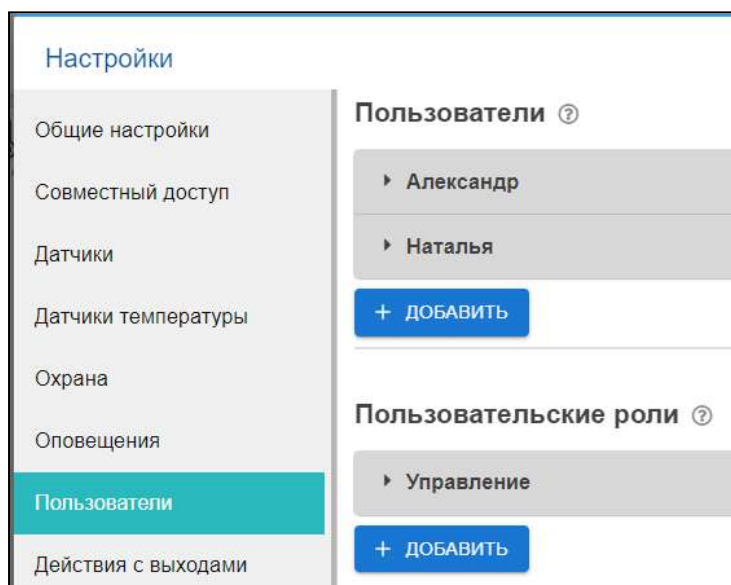 Настройки
Общие настройки
Совместный доступ
Датчики
Датчики температуры
Охрана
Оповещения
Пользователи
Действия с выходами
Пользователи ?
Александр
Наталья
+ ДОБАВИТЬ
Пользовательские роли ?
Управление
+ ДОБАВИТЬ